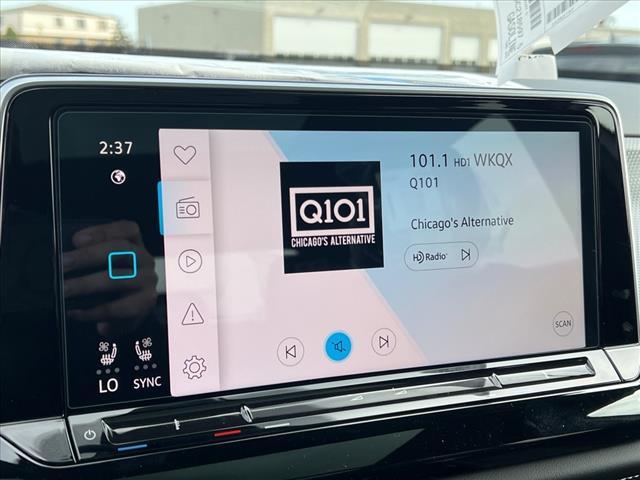 2:37
101.1 HD1 WKQX
Q101
Q101
CHICAGO'S ALTERNATIVE
Chicago's Alternative
HD Radio
SCAN
LO
SYNC